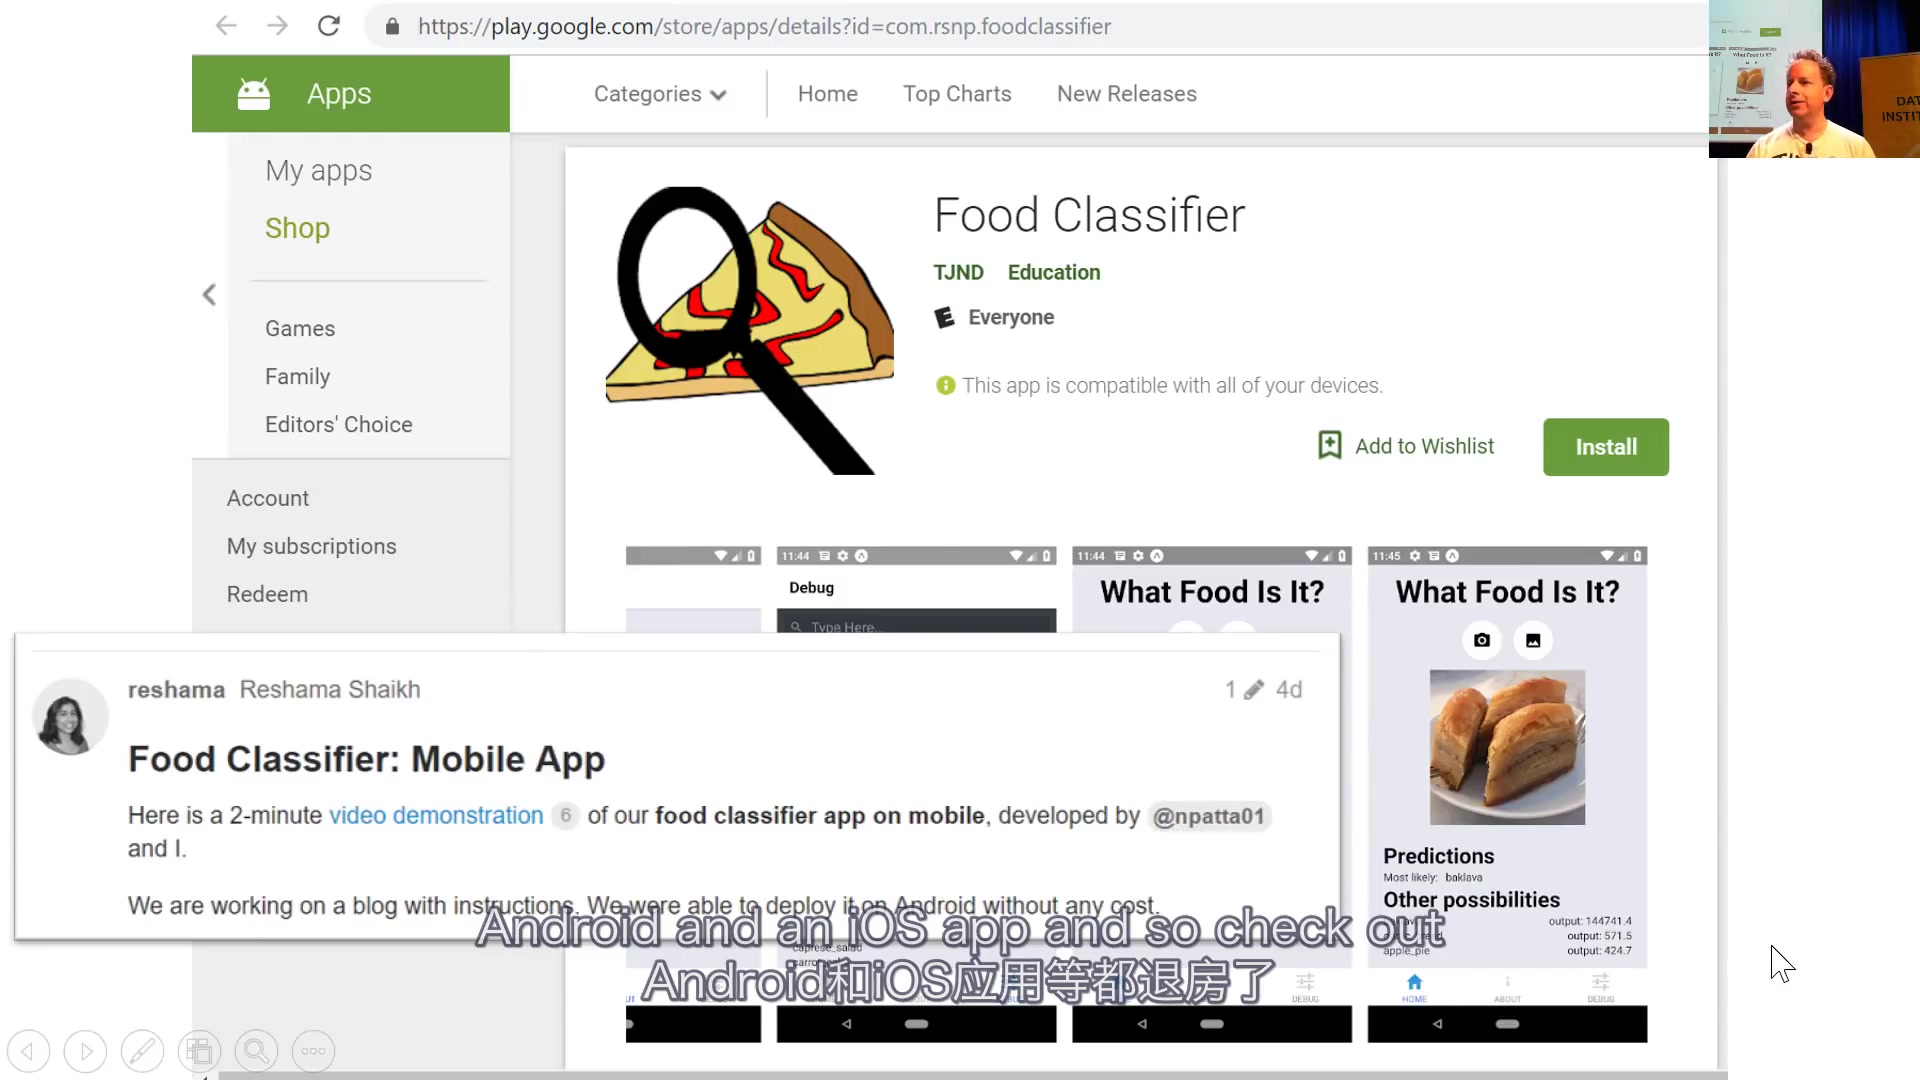 https://play.google.com/store/apps/details?id=com.rsnp.foodclassifier
Apps
Categories
Home
Top Charts
New Releases
My apps
Shop
Games
Family
Editors' Choice
Account
My subscriptions
Redeem
Food Classifier
TJND Education
Everyone
This app is compatible with all of your devices.
Add to Wishlist
Install
11:44
Debug
Type Here..
11:44
What Food Is It?
11:45
What Food Is It?
Predictions
Most likely: baklava
Other possibilities
output: 144741.4
output: 571.5
apple_pie output: 424.7
HOME
ABOUT
DEBUG
DEBUG
reshama Reshama Shaikh
1 4d
Food Classifier: Mobile App
Here is a 2-minute video demonstration 6 of our food classifier app on mobile, developed by @npatta01
and I.
We are working on a blog with instructions. We were able to deploy it on Android without any cost.
caprese_salad
Android and an iOS app and so check out
Android和iOS应用等都退房了
What Food Is It?